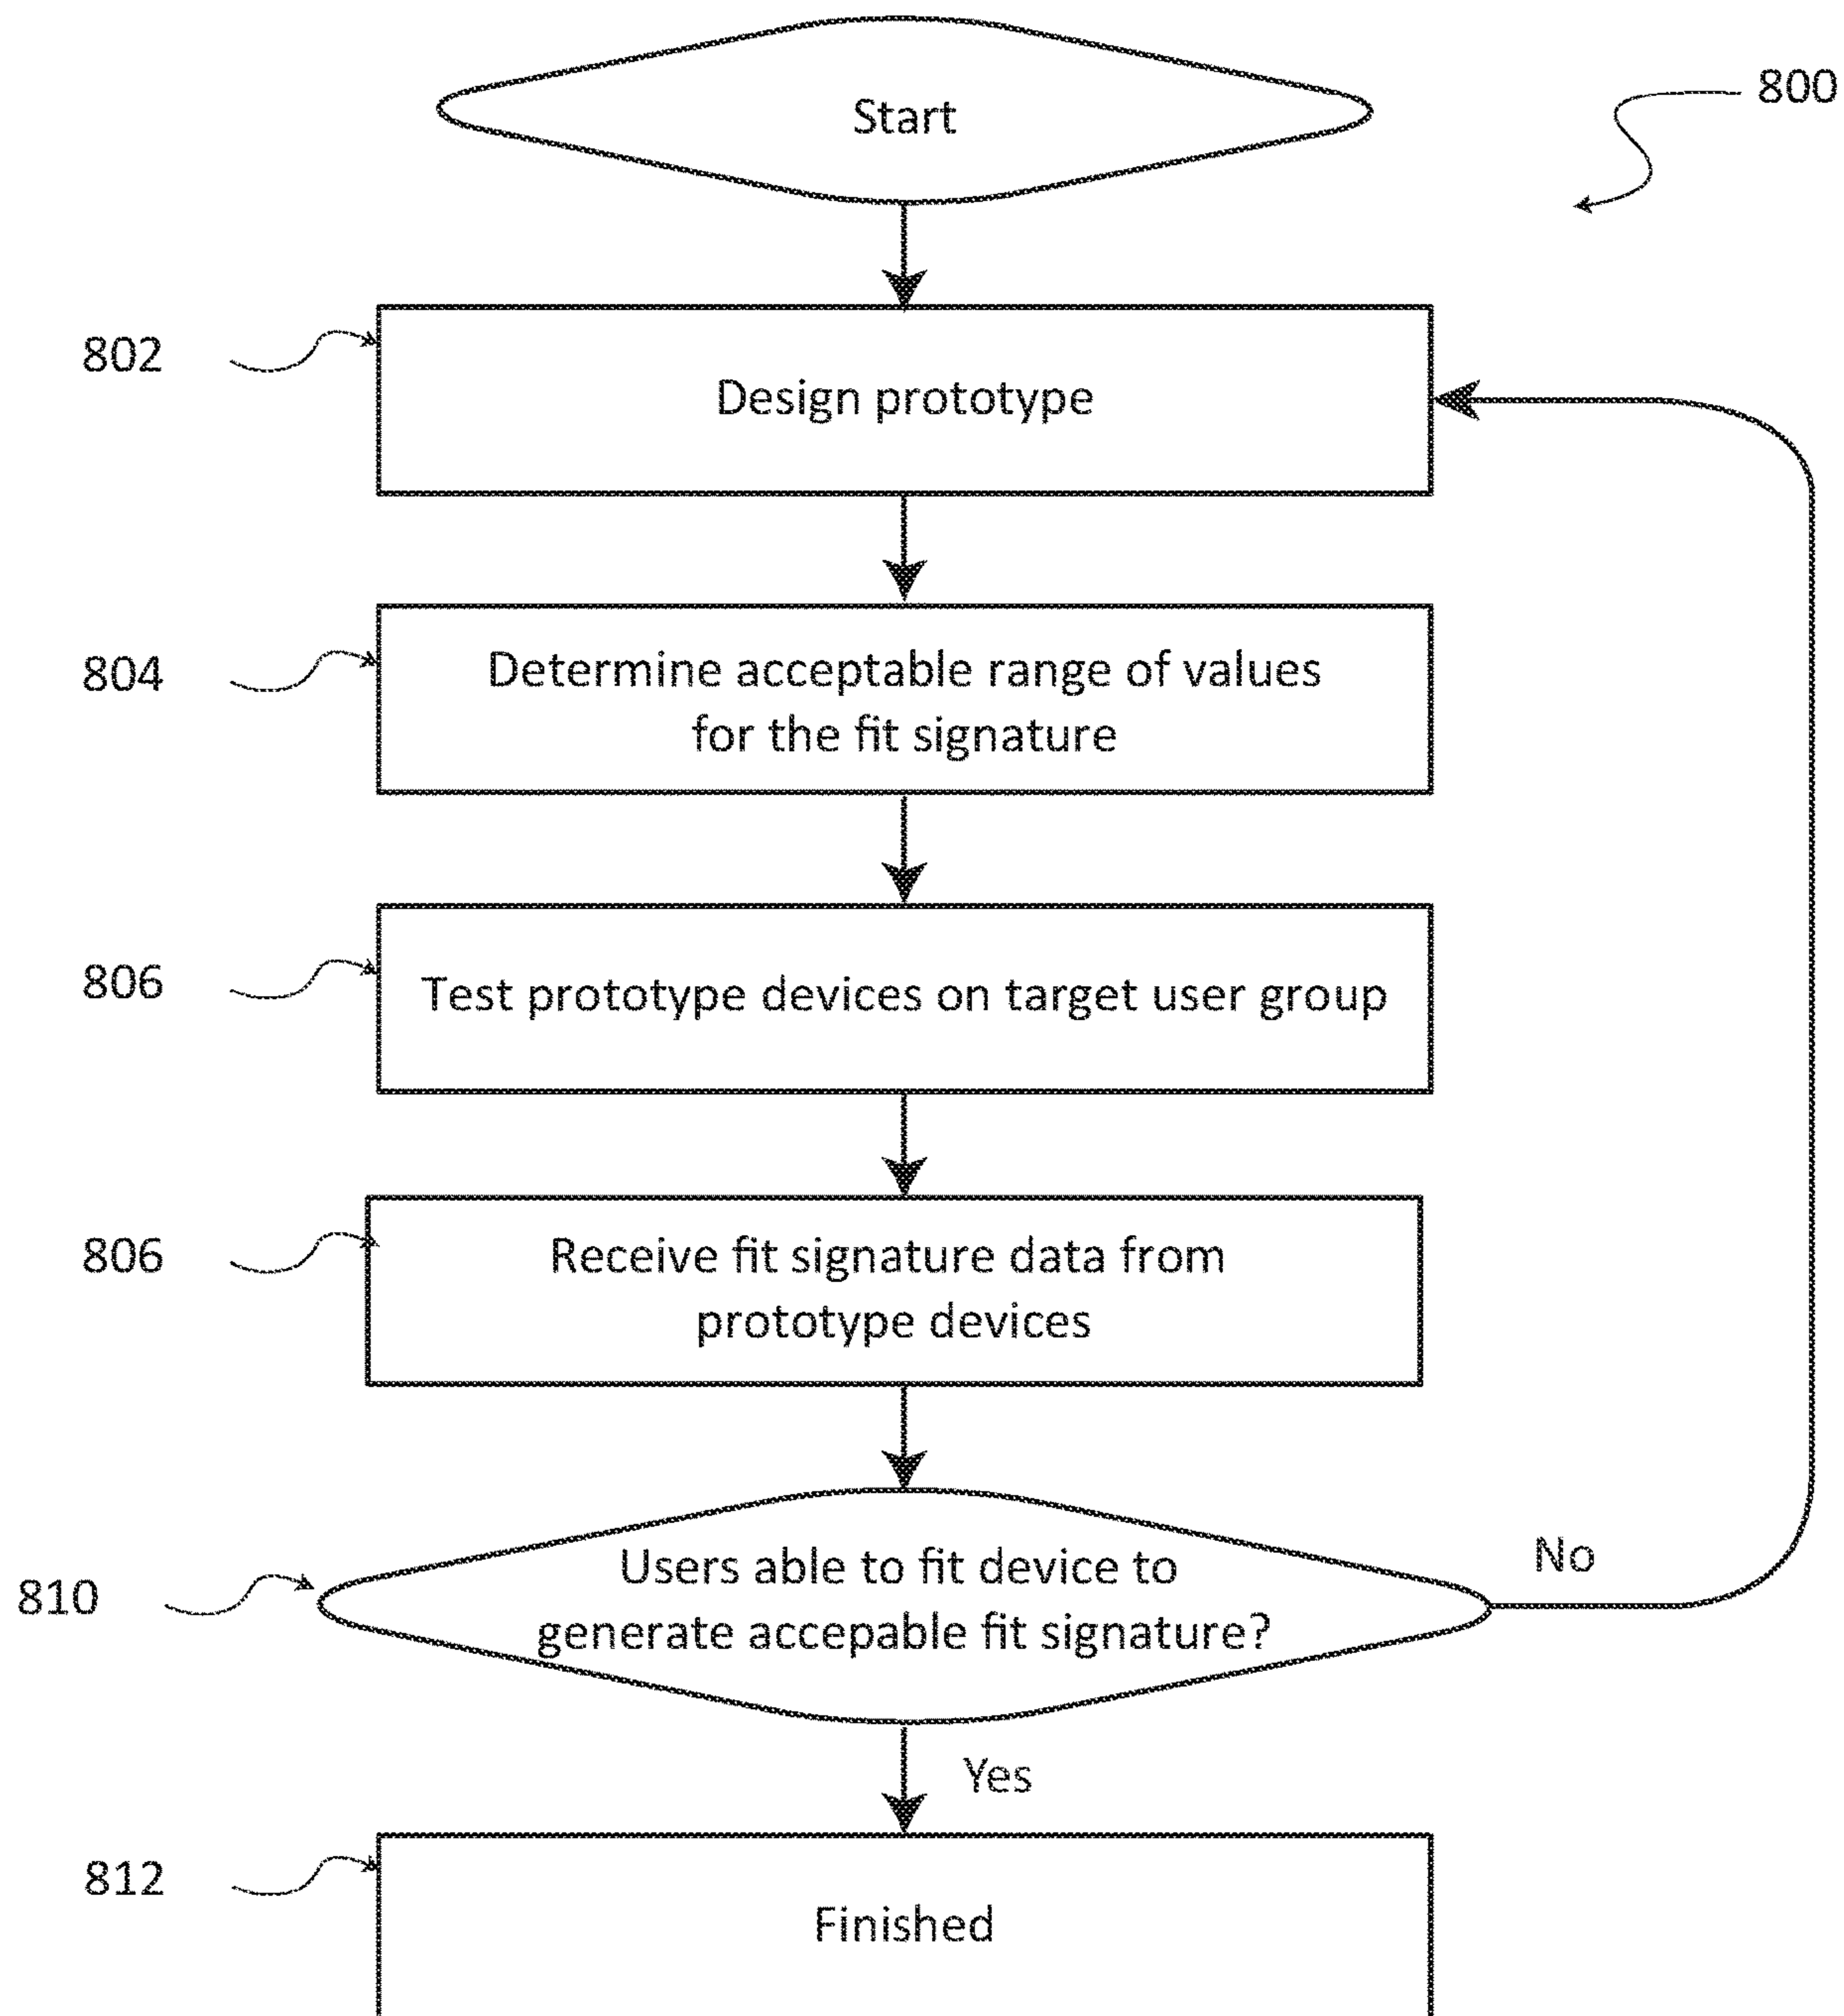 Start
800
802
Design prototype
804
Determine acceptable range of values
for the fit signature
806
Test prototype devices on target user group
806
Receive fit signature data from
prototype devices
810
Users able to fit device to
generate accepable fit signature?
No
Yes
812
Finished